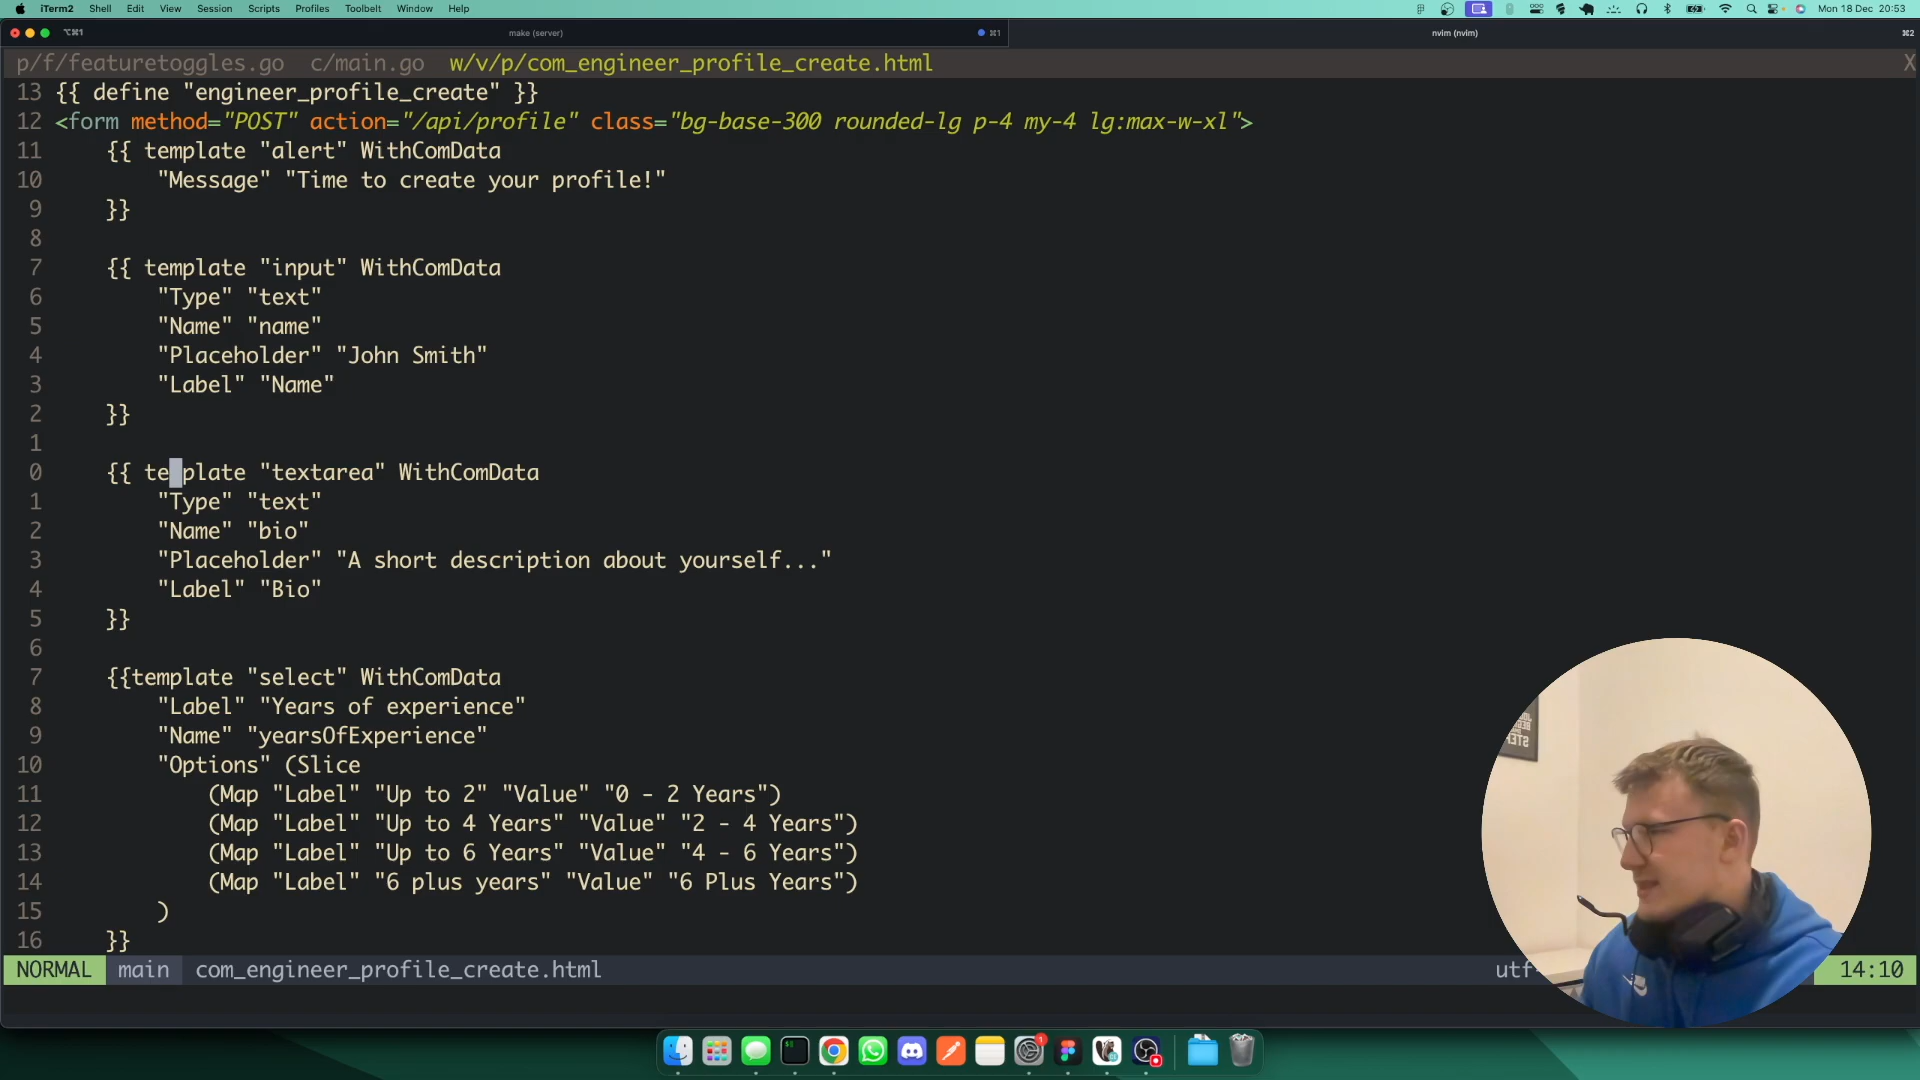 iTerm2 Shell Edit View Session Scripts Profiles Toolbelt Window Help
Mon 18 Dec 20:53
⌥⌘1 make (server) ⌘1 nvim (nvim) ⌘2
p/f/featuretoggles.go c/main.go w/v/p/com_engineer_profile_create.html X
13 {{ define "engineer_profile_create" }}
12 <form method="POST" action="/api/profile" class="bg-base-300 rounded-lg p-4 my-4 lg:max-w-xl">
11 {{ template "alert" WithComData
10 "Message" "Time to create your profile!"
9 }}
8
7 {{ template "input" WithComData
6 "Type" "text"
5 "Name" "name"
4 "Placeholder" "John Smith"
3 "Label" "Name"
2 }}
1
0 {{ template "textarea" WithComData
1 "Type" "text"
2 "Name" "bio"
3 "Placeholder" "A short description about yourself..."
4 "Label" "Bio"
5 }}
6
7 {{template "select" WithComData
8 "Label" "Years of experience"
9 "Name" "yearsOfExperience"
10 "Options" (Slice
11 (Map "Label" "Up to 2" "Value" "0 - 2 Years")
12 (Map "Label" "Up to 4 Years" "Value" "2 - 4 Years")
13 (Map "Label" "Up to 6 Years" "Value" "4 - 6 Years")
14 (Map "Label" "6 plus years" "Value" "6 Plus Years")
15 )
16 }}
NORMAL main com_engineer_profile_create.html utf- 14:10
1